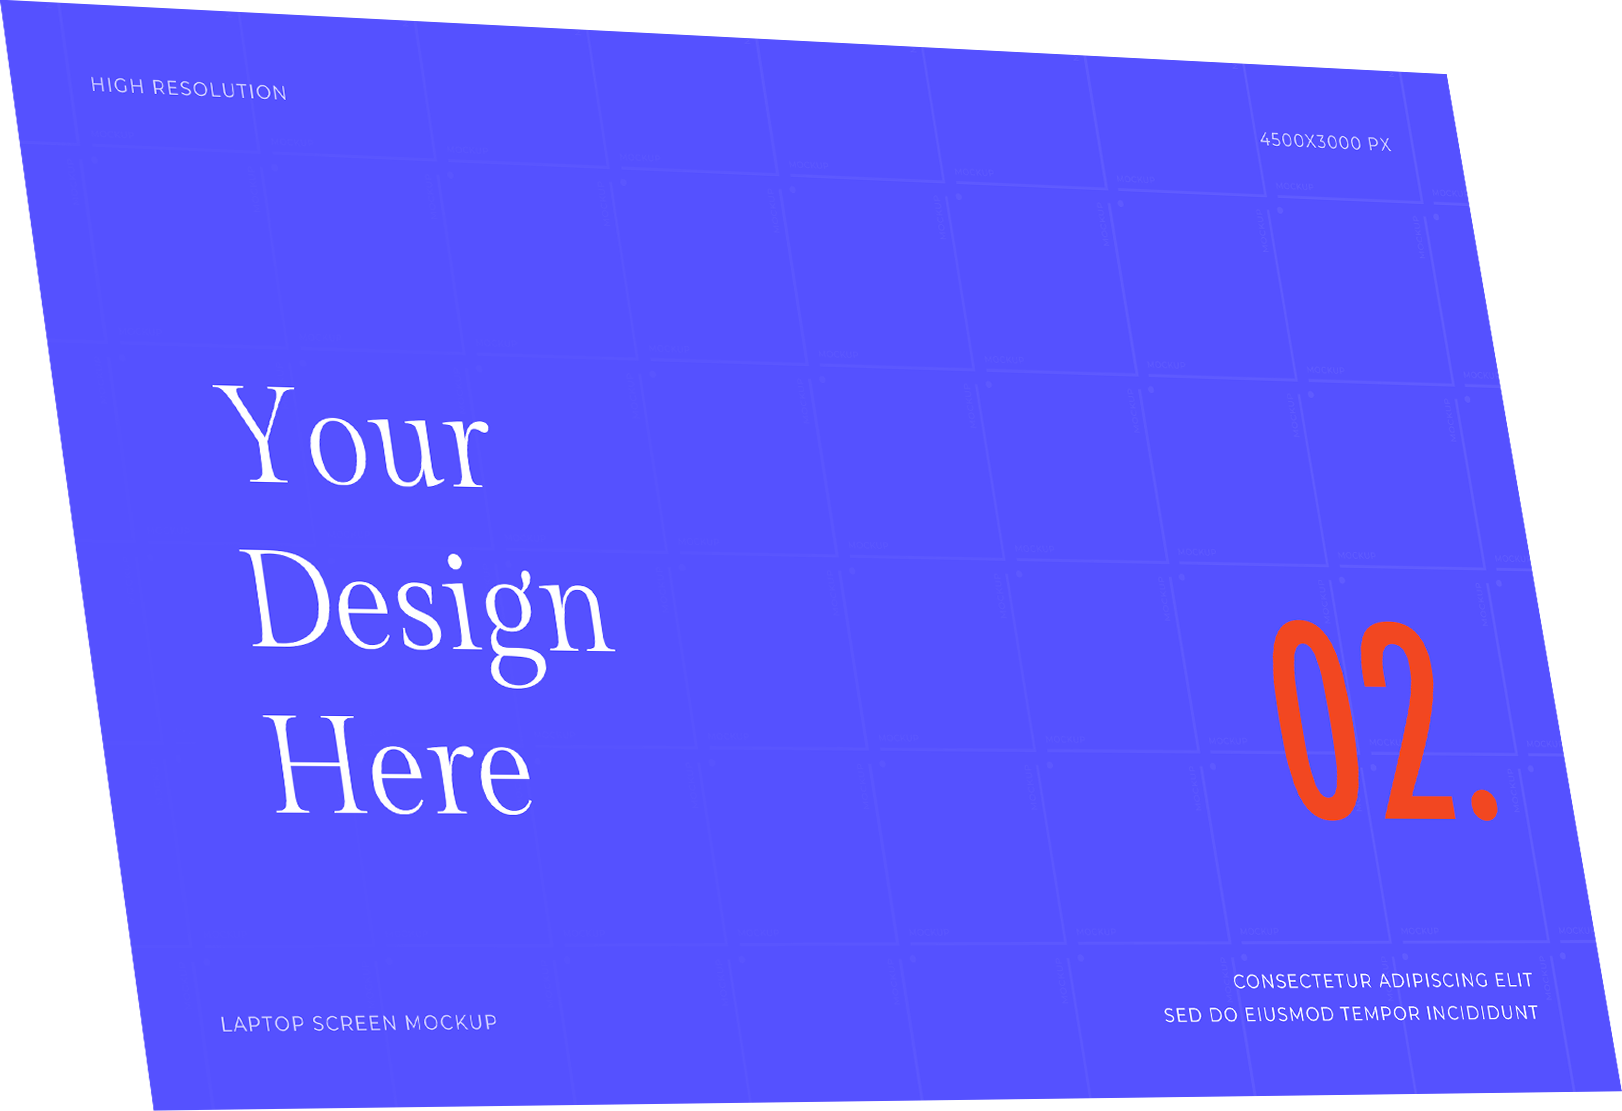 HIGH RESOLUTION
4500X3000 PX
Your
Design
Here
02.
CONSECTETUR ADIPISCING ELIT
SED DO EIUSMOD TEMPOR INCIDIDUNT
LAPTOP SCREEN MOCKUP